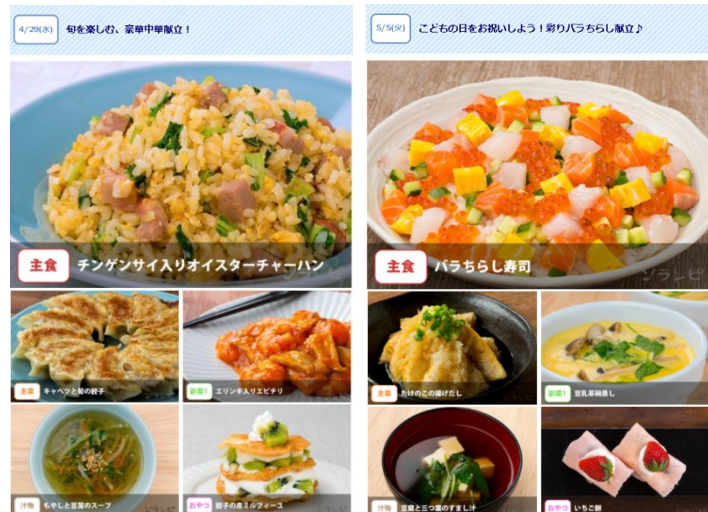 4/29(水) 旬を楽しむ、豪華中華献立！
主食 チンゲンサイ入りオイスターチャーハン
主菜 キャベツと筍の餃子
副菜1 エリンギ入りエビチリ
汁物 もやしと豆苗のスープ
おやつ 餃子の皮ミルフィーユ
5/5(火) こどもの日をお祝いしよう！彩りバラちらし献立♪
主食 バラちらし寿司
ソラレピ
主菜 たけのこの揚げだし
副菜1 豆乳茶碗蒸し
汁物 豆腐と三つ葉のすまし汁
おやつ いちご餅